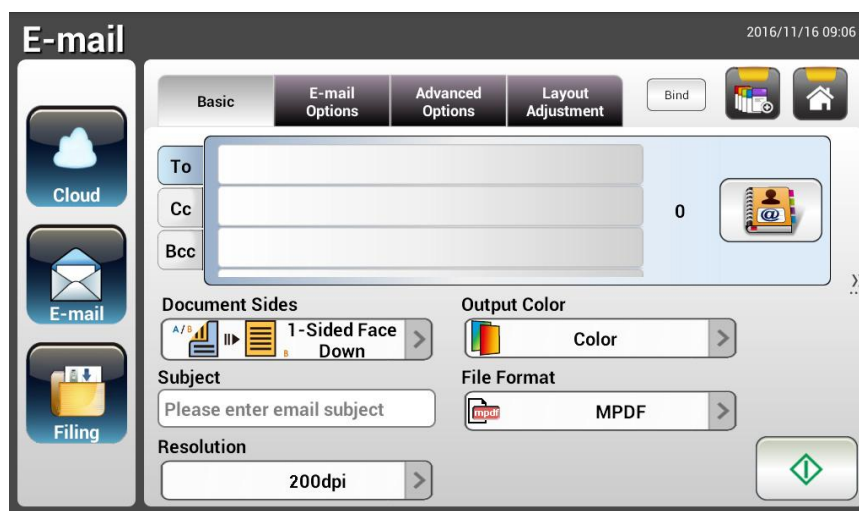 E-mail
2016/11/16 09:06
Basic
E-mail
Options
Advanced
Options
Layout
Adjustment
Bind
Cloud
E-mail
Filing
To
Cc
Bcc
0
@
Document Sides
A/B
B
1-Sided Face
Down
Output Color
Color
Subject
Please enter email subject
File Format
mpdf
MPDF
Resolution
200dpi